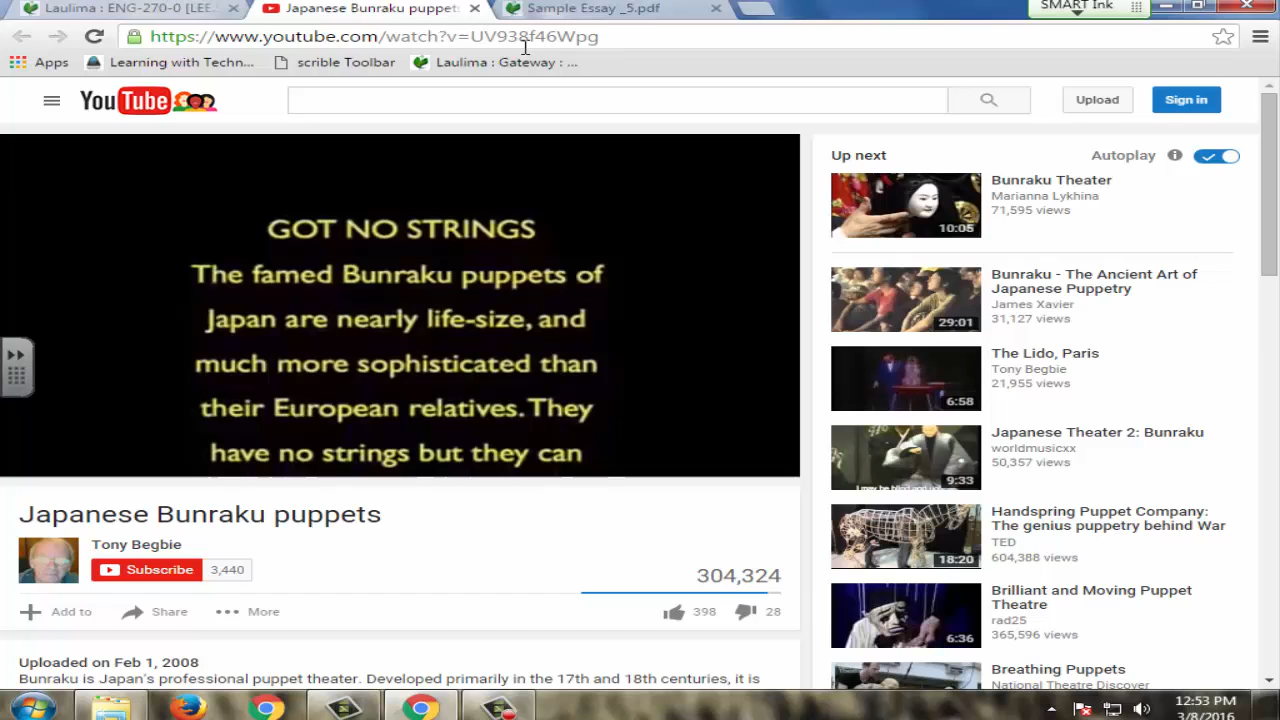 Laulima : ENG-270-0 [LEE
Japanese Bunraku puppet
Sample Essay _5.pdf
SMART Ink
https://www.youtube.com/watch?v=UV938f46Wpg
Apps
Learning with Techn...
scrible Toolbar
Laulima : Gateway : ...
YouTube
Upload
Sign in
GOT NO STRINGS
The famed Bunraku puppets of
Japan are nearly life-size, and
much more sophisticated than
their European relatives. They
have no strings but they can
Up next
Autoplay
Bunraku Theater
Marianna Lykhina
71,595 views
10:05
Bunraku - The Ancient Art of
Japanese Puppetry
James Xavier
31,127 views
29:01
The Lido, Paris
Tony Begbie
21,955 views
6:58
Japanese Theater 2: Bunraku
worldmusicxx
50,357 views
9:33
Handspring Puppet Company:
The genius puppetry behind War
TED
604,388 views
18:20
Brilliant and Moving Puppet
Theatre
rad25
365,596 views
6:36
Breathing Puppets
National Theatre Discover
Japanese Bunraku puppets
Tony Begbie
Subscribe
3,440
304,324
Add to
Share
More
398
28
Uploaded on Feb 1, 2008
Bunraku is Japan's professional puppet theater. Developed primarily in the 17th and 18th centuries, it is
12:53 PM
3/8/2016